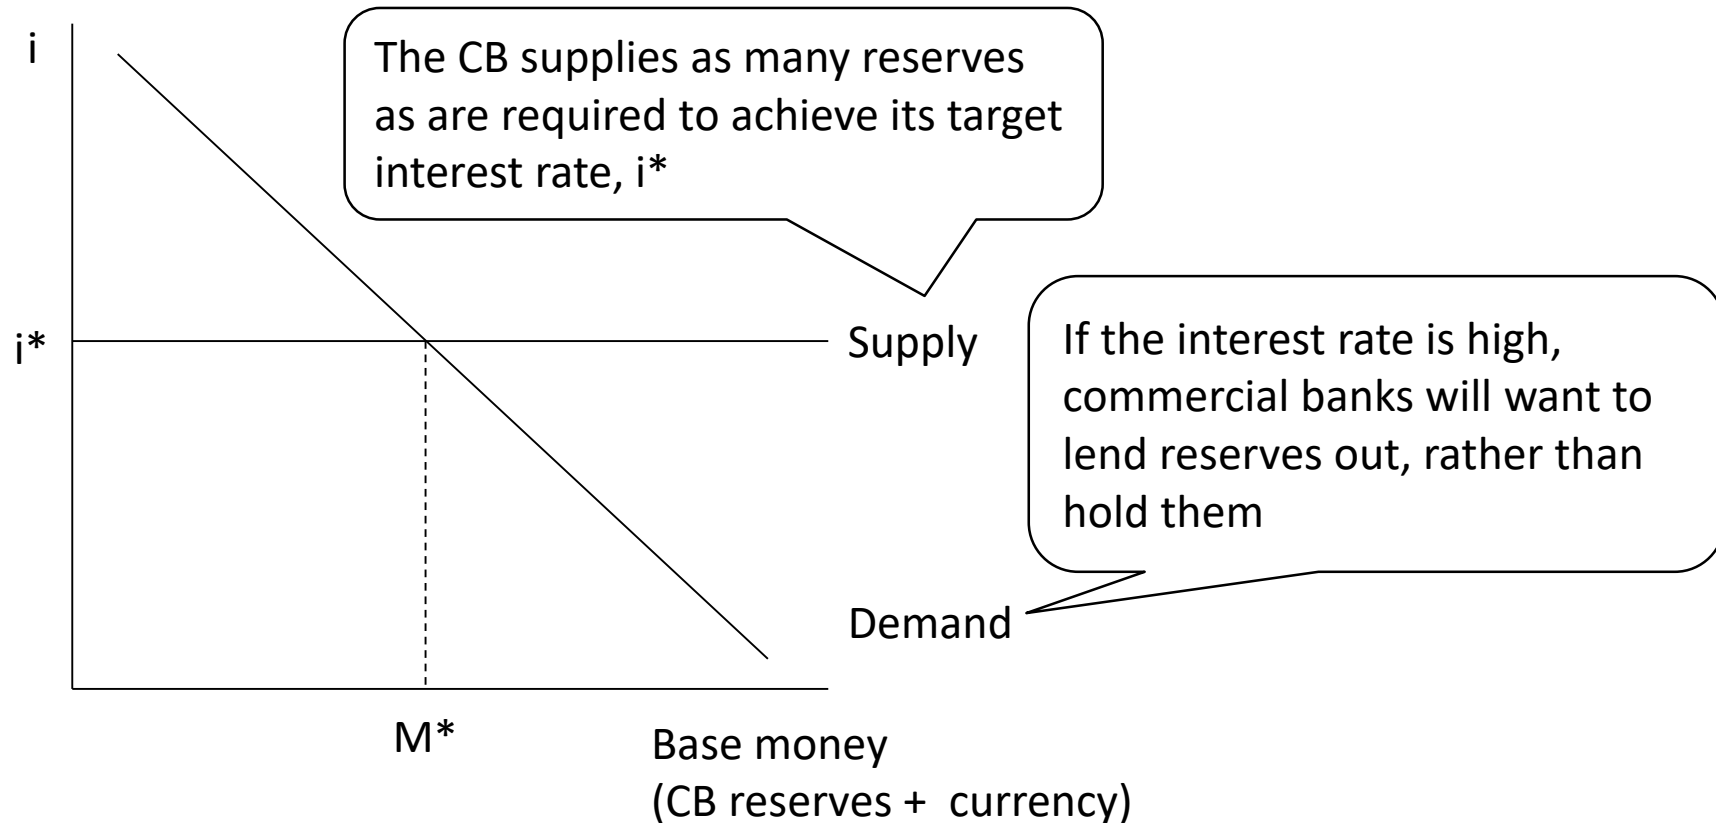 i
The CB supplies as many reserves
as are required to achieve its target
interest rate, i*
i*
Supply
If the interest rate is high,
commercial banks will want to
lend reserves out, rather than
hold them
Demand
M*
Base money
(CB reserves + currency)